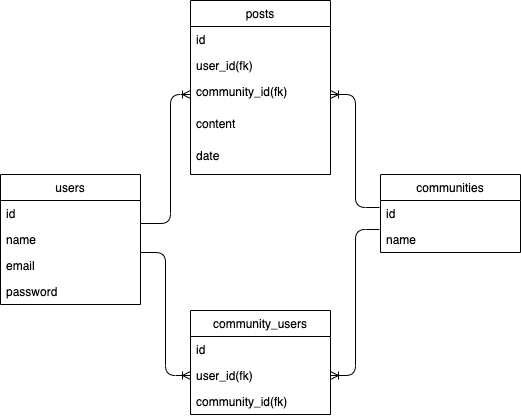 posts
id
user_id(fk)
community_id(fk)
content
date
users
id
name
email
password
communities
id
name
community_users
id
user_id(fk)
community_id(fk)